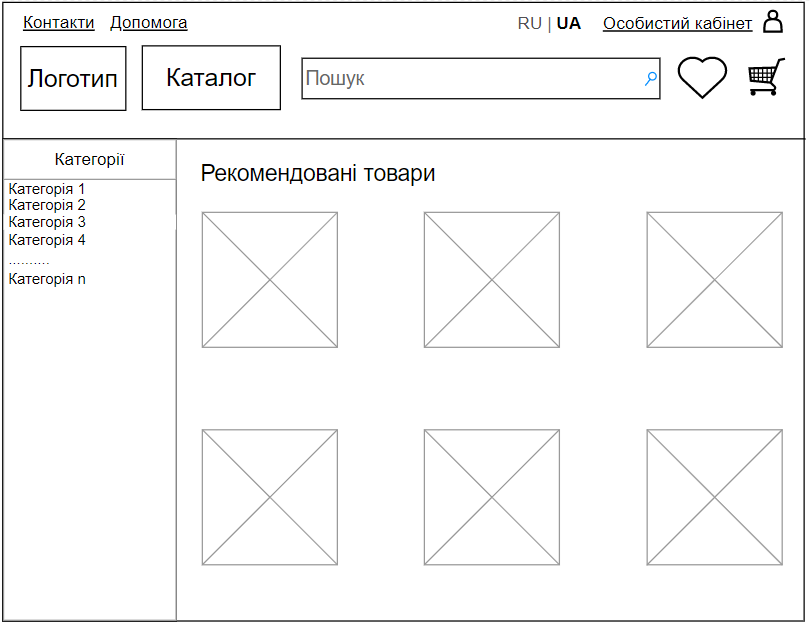 Контакти Допомога RU | UA Особистий кабінет
Логотип Каталог Пошук
Категорії
Категорія 1
Категорія 2
Категорія 3
Категорія 4
..........
Категорія n
Рекомендовані товари